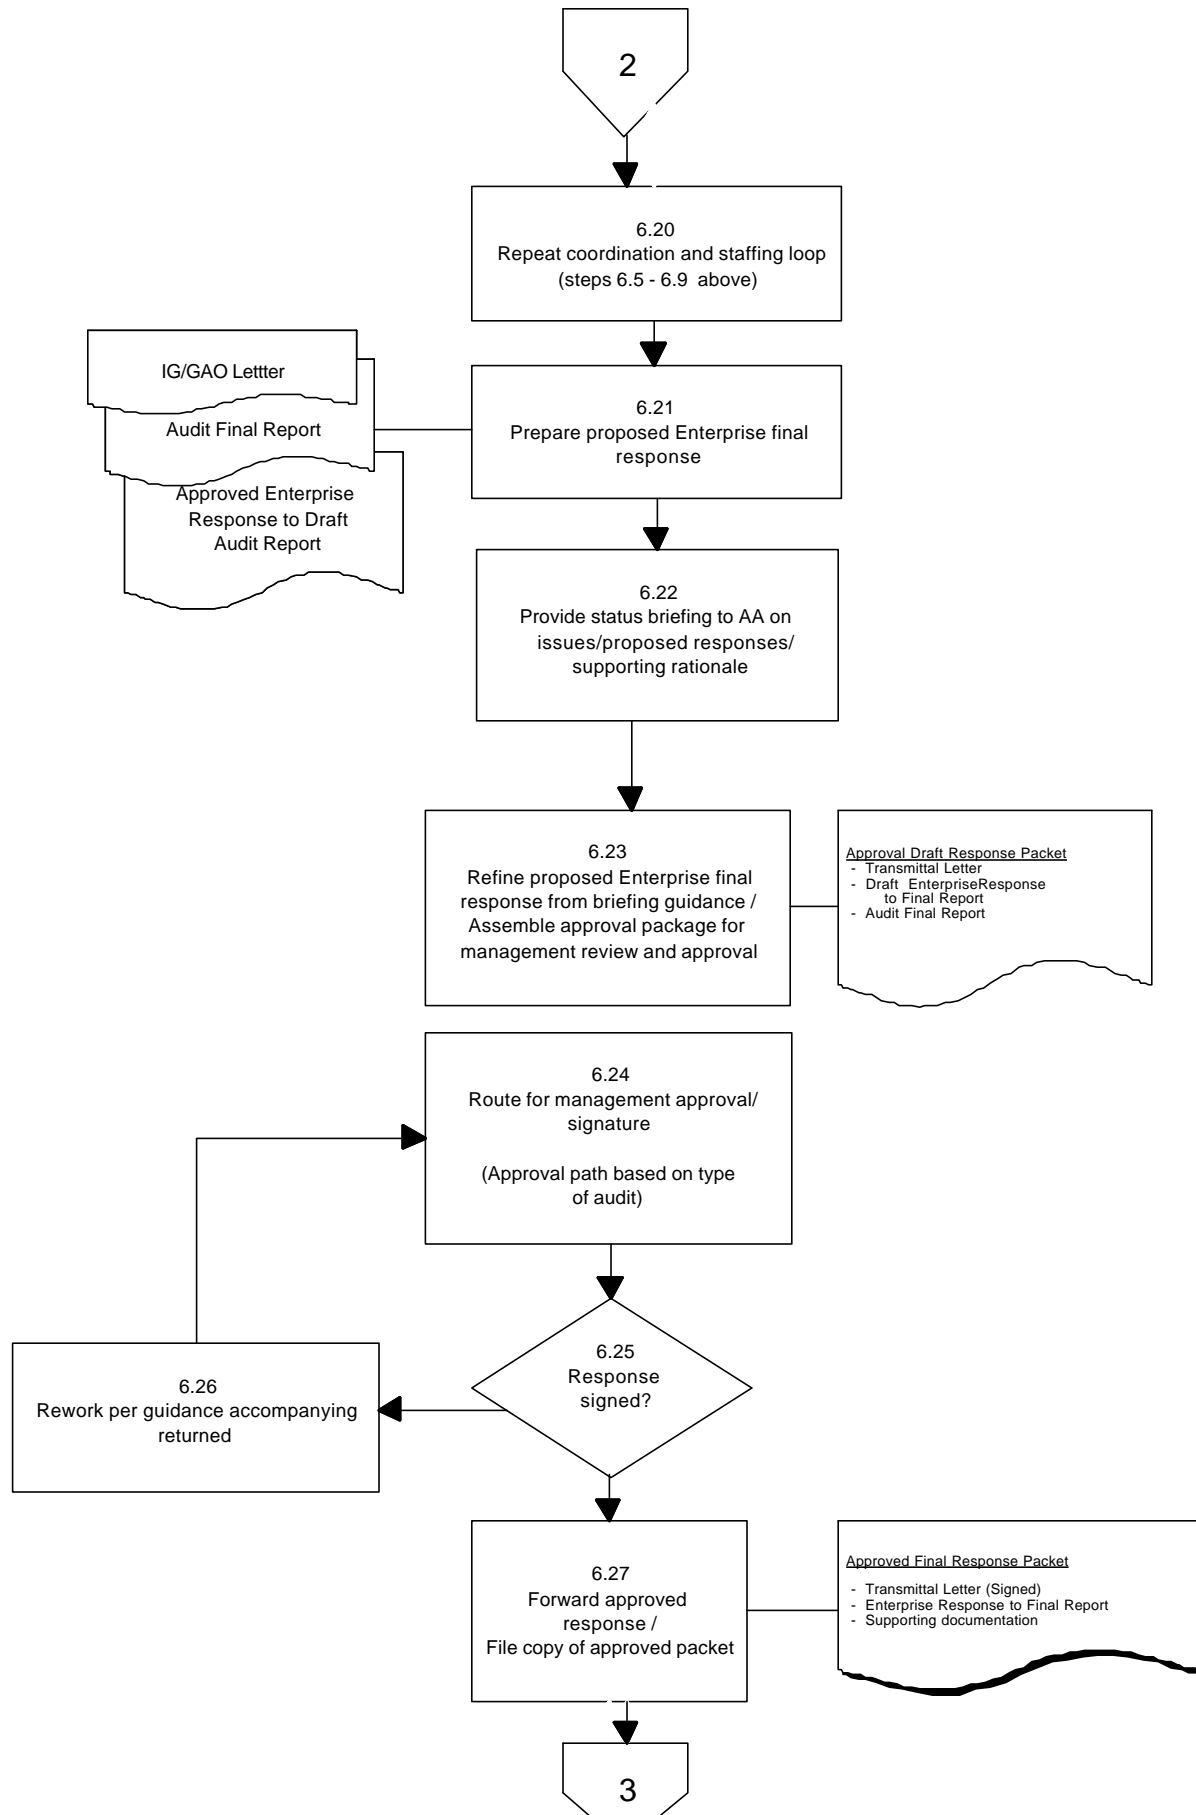 2
6.20
Repeat coordination and staffing loop
(steps 6.5 - 6.9 above)
IG/GAO Lettter
Audit Final Report
Approved Enterprise
Response to Draft
Audit Report
6.21
Prepare proposed Enterprise final
response
6.22
Provide status briefing to AA on
issues/proposed responses/
supporting rationale
6.23
Refine proposed Enterprise final
response from briefing guidance /
Assemble approval package for
management review and approval
Approval Draft Response Packet
- Transmittal Letter
- Draft EnterpriseResponse
to Final Report
- Audit Final Report
6.24
Route for management approval/
signature
(Approval path based on type
of audit)
6.25
Response
signed?
6.26
Rework per guidance accompanying
returned
6.27
Forward approved
response /
File copy of approved packet
Approved Final Response Packet
- Transmittal Letter (Signed)
- Enterprise Response to Final Report
- Supporting documentation
3